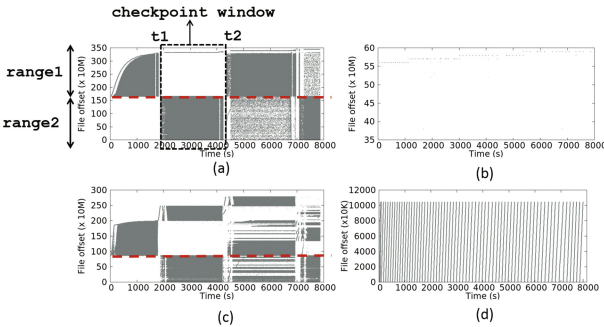 checkpoint window
t1 t2
range1
range2
File offset (x 10M)
350
300
250
200
150
100
50
0
0 1000 2000 3000 4000 5000 6000 7000 8000
Time (s)
(a)
File offset (x 10M)
60
55
50
45
40
35
0 1000 2000 3000 4000 5000 6000 7000 8000
Time (s)
(b)
File offset (x10M)
300
250
200
150
100
50
0
0 1000 2000 3000 4000 5000 6000 7000 8000
Time (s)
(c)
File offset (x10K)
12000
10000
8000
6000
4000
2000
0
0 1000 2000 3000 4000 5000 6000 7000 8000
Time (s)
(d)